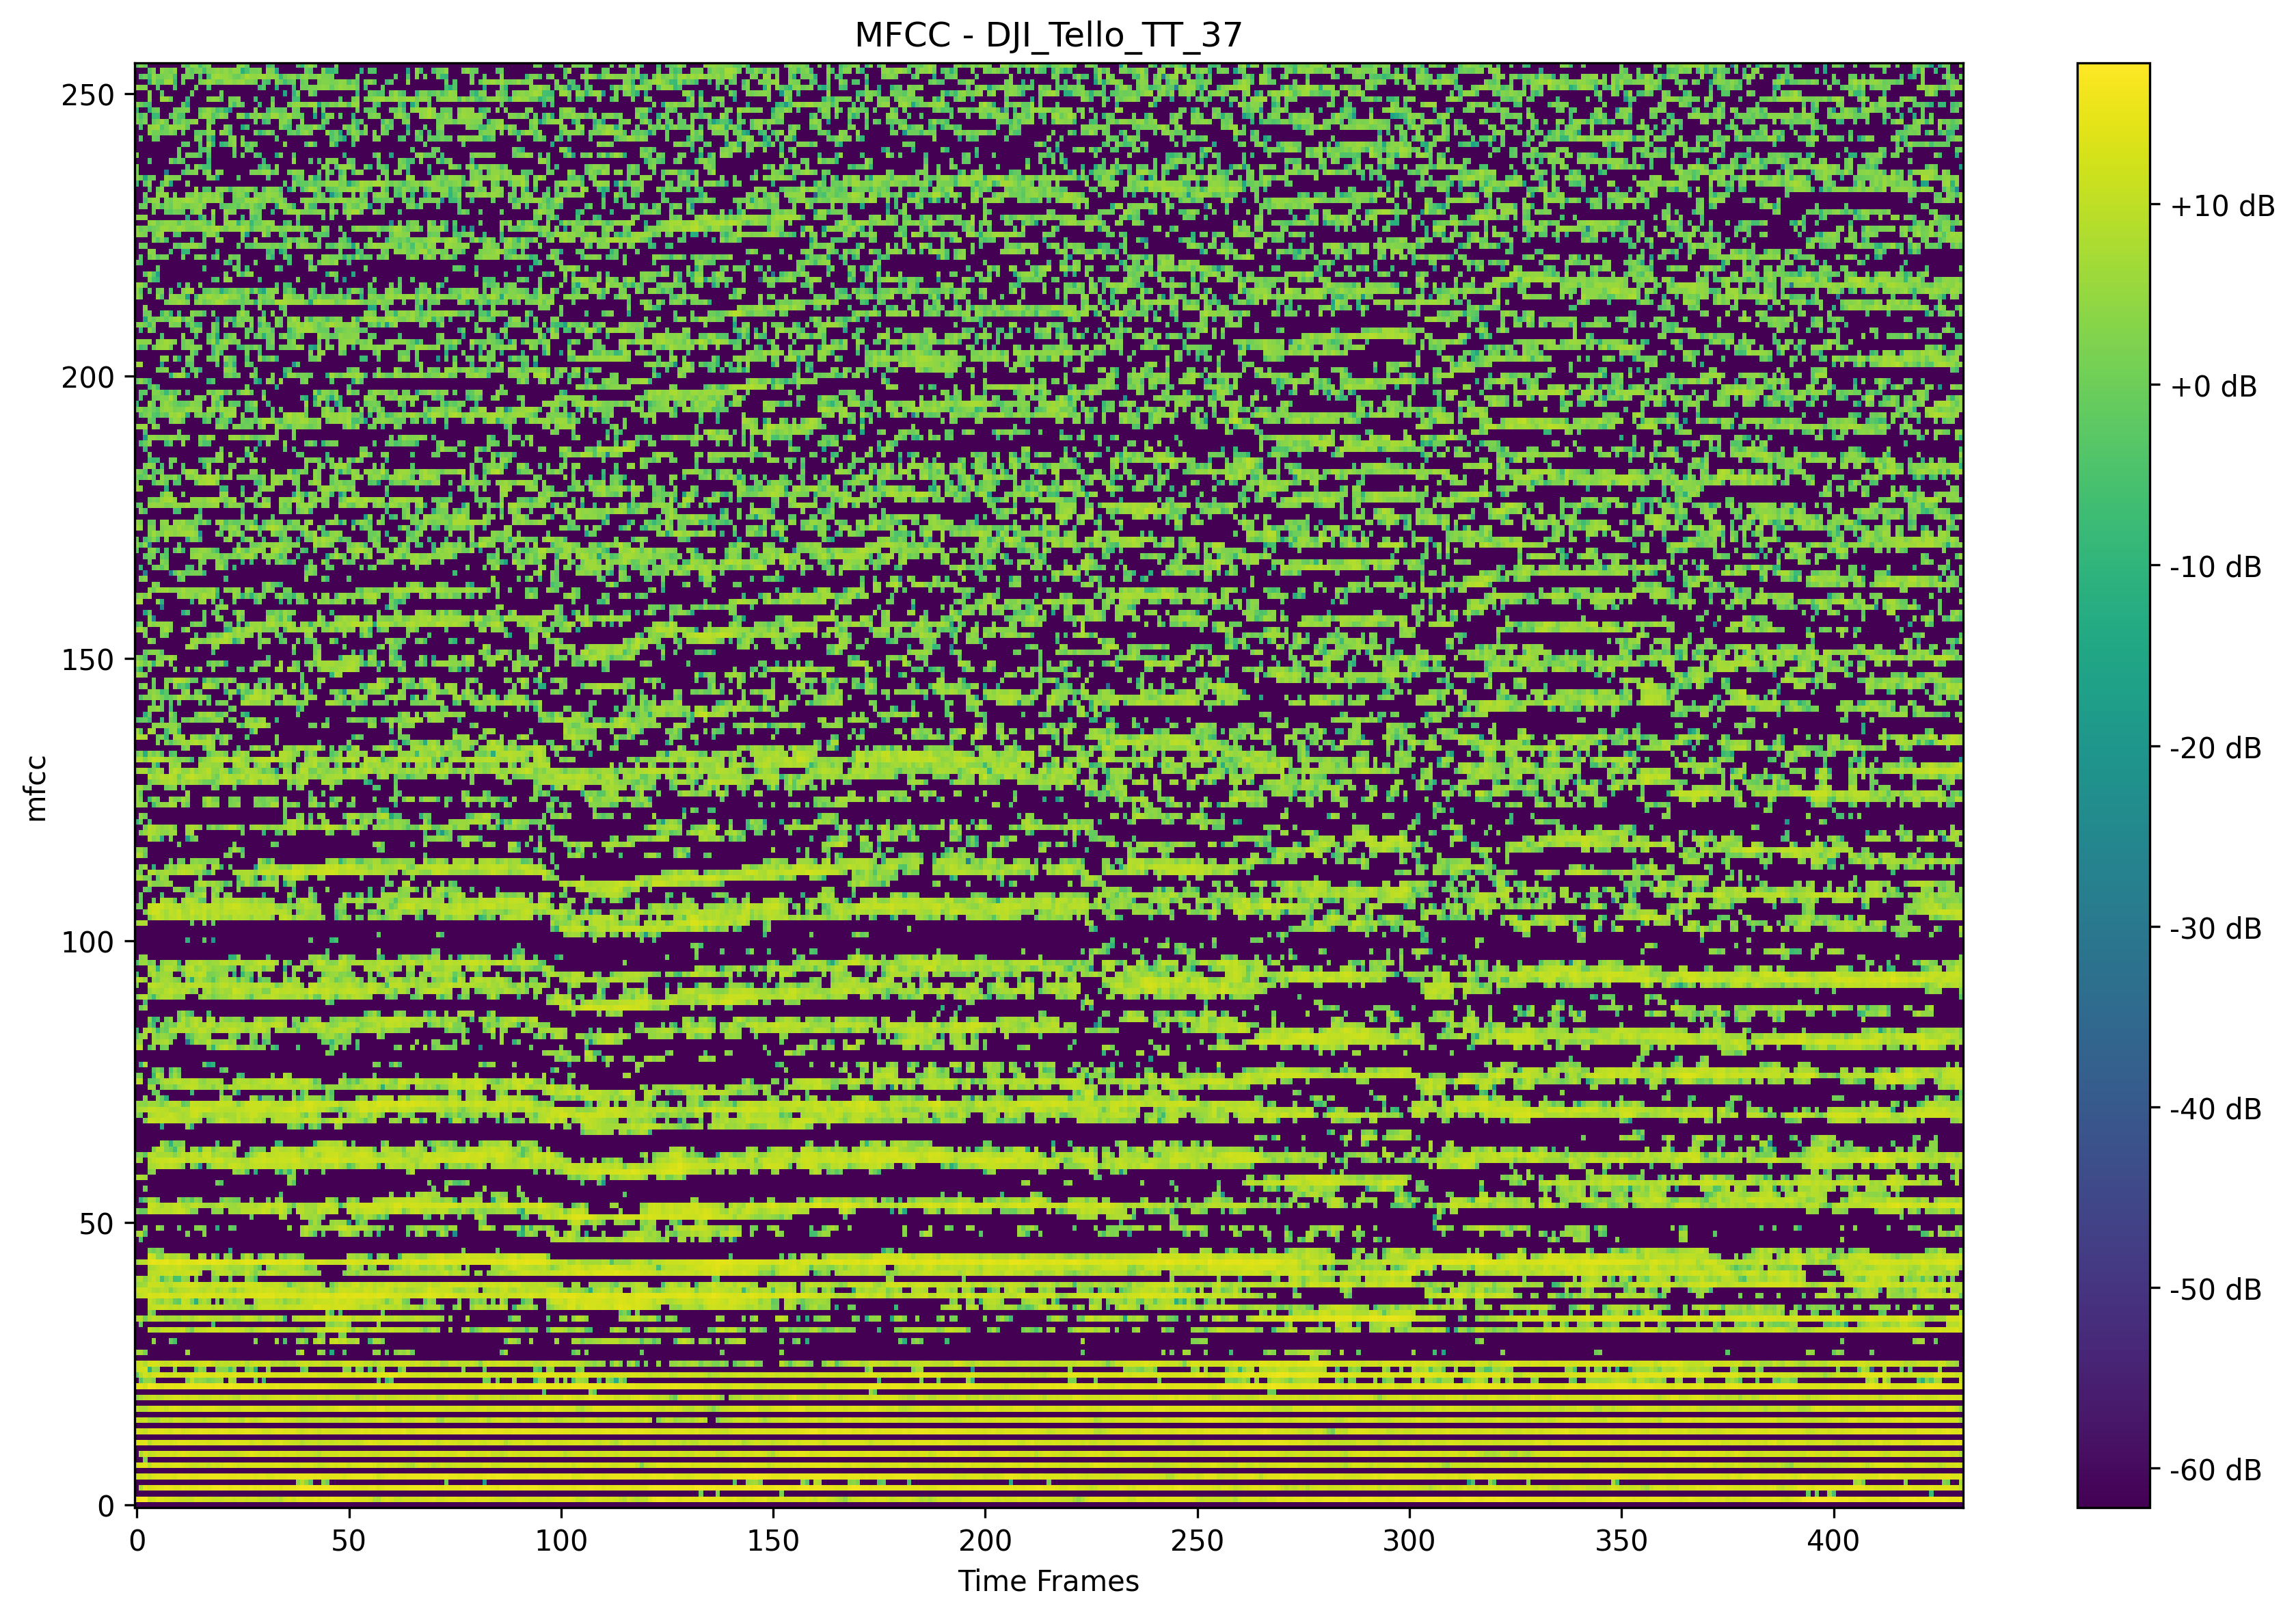 MFCC - DJI_Tello_TT_37
250
200
150
100
50
0
mfcc
0 50 100 150 200 250 300 350 400
Time Frames
+10 dB
+0 dB
-10 dB
-20 dB
-30 dB
-40 dB
-50 dB
-60 dB